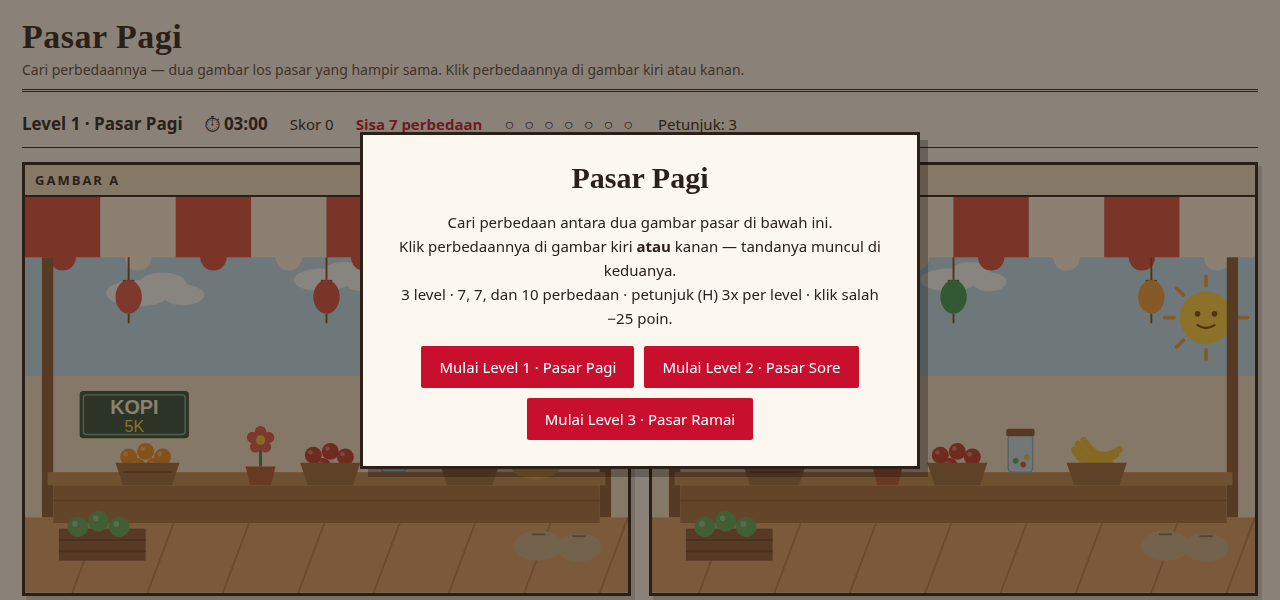 Pasar Pagi
Cari perbedaannya — dua gambar los pasar yang hampir sama. Klik perbedaannya di gambar kiri atau kanan.
Level 1 · Pasar Pagi ⏱ 03:00 Skor 0 Sisa 7 perbedaan ○ ○ ○ ○ ○ ○ ○ Petunjuk: 3
GAMBAR A
Pasar Pagi
Cari perbedaan antara dua gambar pasar di bawah ini.
Klik perbedaannya di gambar kiri atau kanan — tandanya muncul di
keduanya.
3 level · 7, 7, dan 10 perbedaan · petunjuk (H) 3x per level · klik salah
−25 poin.
Mulai Level 1 · Pasar Pagi
Mulai Level 2 · Pasar Sore
Mulai Level 3 · Pasar Ramai
KOPI
5K